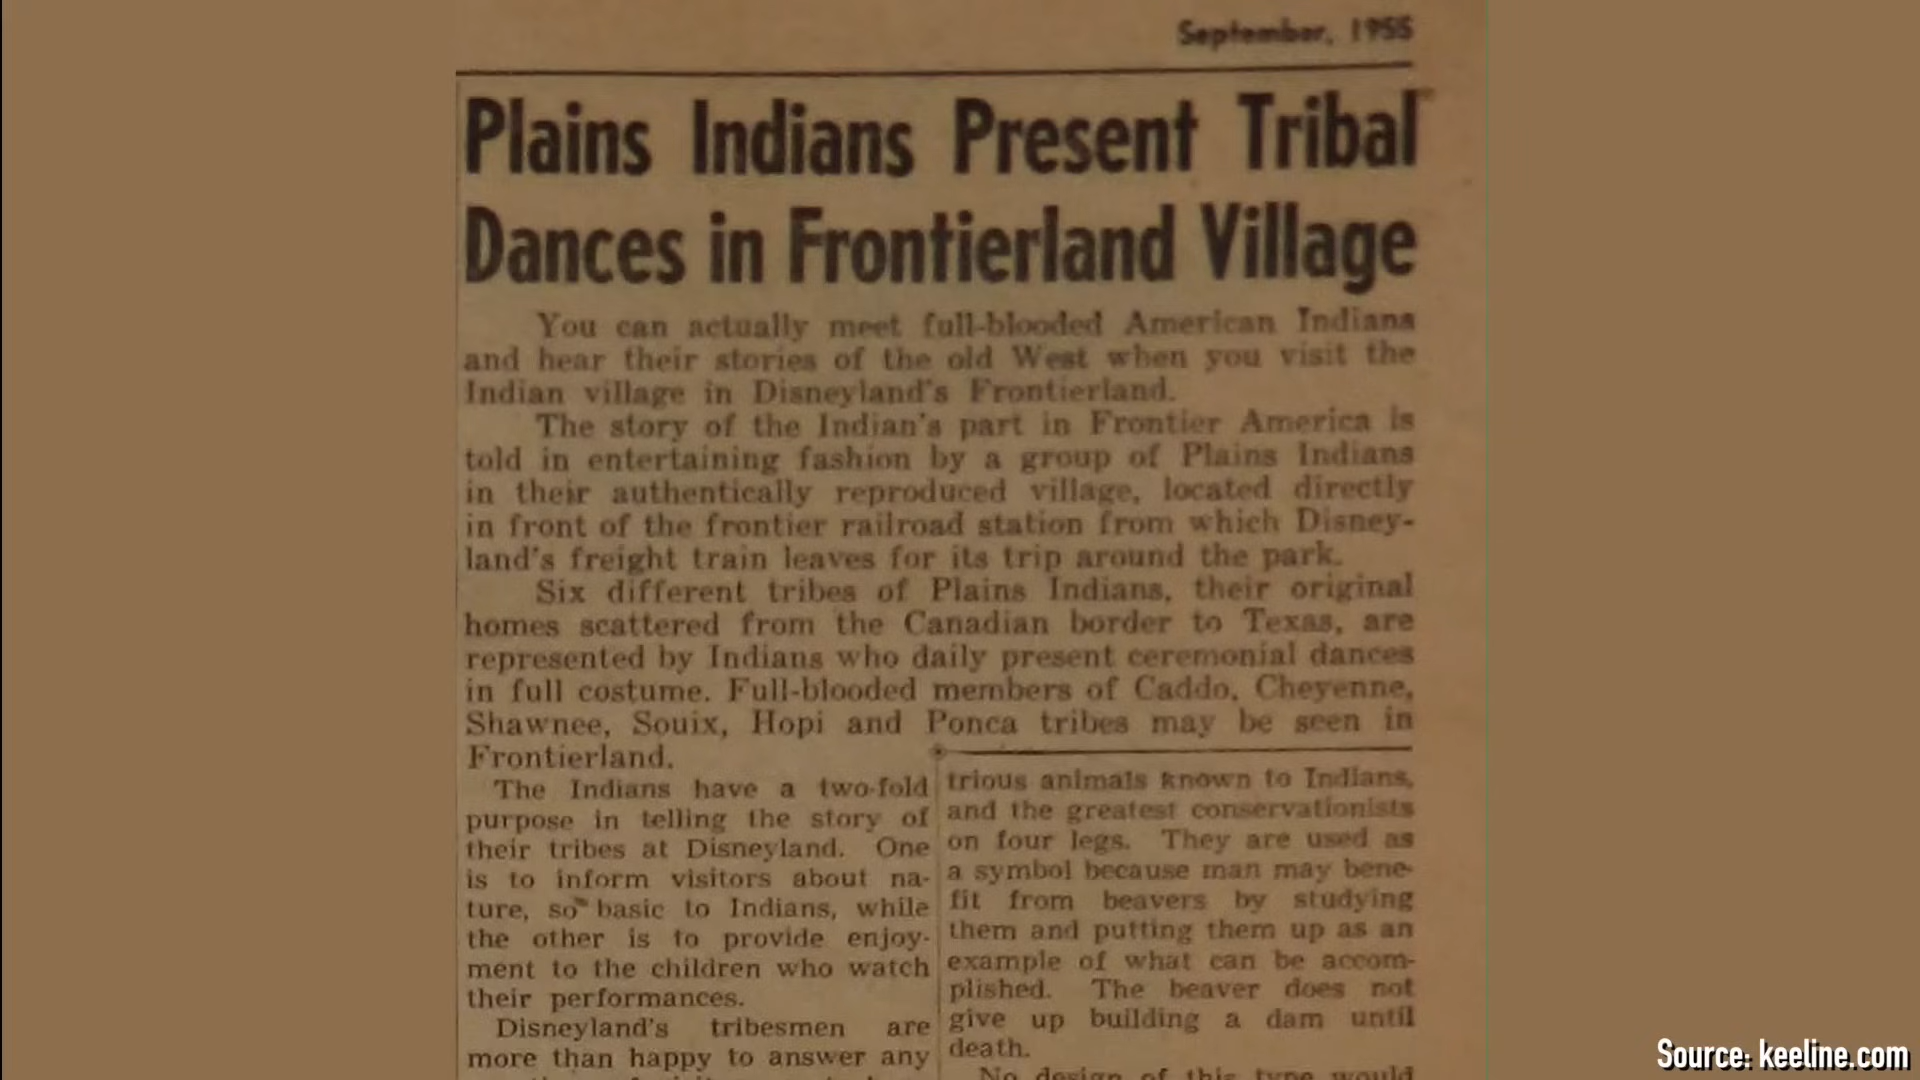 September, 1955
Plains Indians Present Tribal
Dances in Frontierland Village
You can actually meet full-blooded American Indians
and hear their stories of the old West when you visit the
Indian village in Disneyland's Frontierland.
The story of the Indian's part in Frontier America is
told in entertaining fashion by a group of Plains Indians
in their authentically reproduced village, located directly
in front of the frontier railroad station from which Disney-
land's freight train leaves for its trip around the park.
Six different tribes of Plains Indians, their original
homes scattered from the Canadian border to Texas, are
represented by Indians who daily present ceremonial dances
in full costume. Full-blooded members of Caddo, Cheyenne,
Shawnee, Souix, Hopi and Ponca tribes may be seen in
Frontierland.
The Indians have a two-fold
purpose in telling the story of
their tribes at Disneyland. One
is to inform visitors about na-
ture, so basic to Indians, while
the other is to provide enjoy-
ment to the children who watch
their performances.
Disneyland's tribesmen are
more than happy to answer any
trious animals known to Indians,
and the greatest conservationists
on four legs. They are used as
a symbol because man may bene-
fit from beavers by studying
them and putting them up as an
example of what can be accom-
plished. The beaver does not
give up building a dam until
death.
No design of this type would
Source: keeline.com